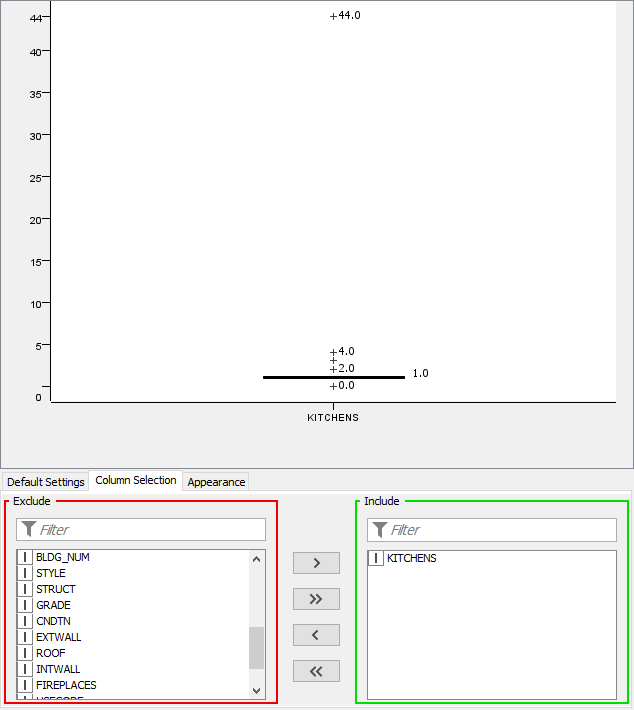 44
44.0
40
35
30
25
20
15
10
5
4.0
2.0
1.0
0.0
0
KITCHENS
Default Settings Column Selection Appearance
Exclude
Filter
BLDG_NUM
STYLE
STRUCT
GRADE
CNDTN
EXTWALL
ROOF
INTWALL
FIREPLACES
> 
>>
<
<<
Include
Filter
KITCHENS